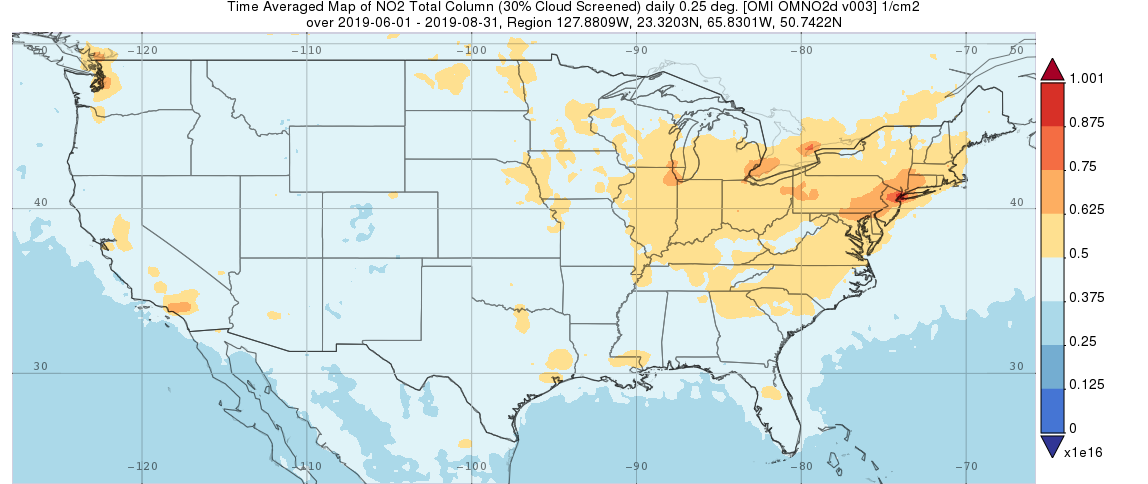 Time Averaged Map of NO2 Total Column (30% Cloud Screened) daily 0.25 deg. [OMI OMNO2d v003] 1/cm2
over 2019-06-01 - 2019-08-31, Region 127.8809W, 23.3203N, 65.8301W, 50.7422N
50 -120 -110 -100 -90 -80 -70 50
40 40
30 30
-120 -110 -100 -90 -80 -70
1.001
0.875
0.75
0.625
0.5
0.375
0.25
0.125
0
x1e16